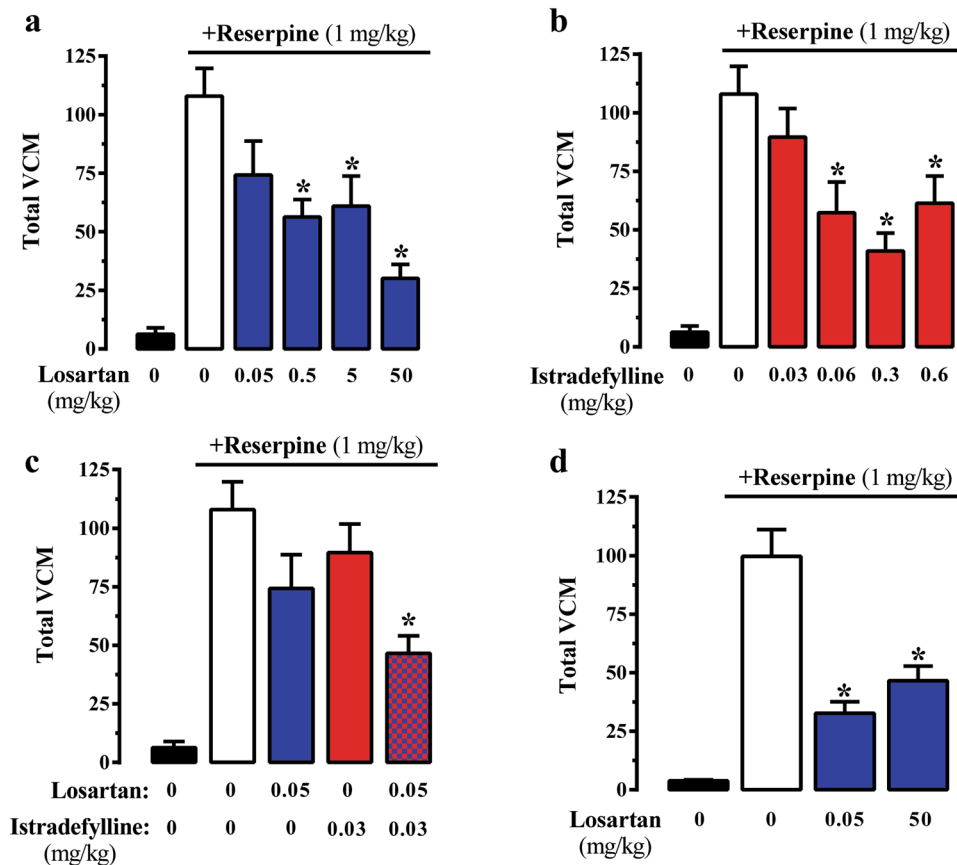 a
+Reserpine (1 mg/kg)
125
100
75
50
25
0
Total VCM
* * *
Losartan 0 0 0.05 0.5 5 50
(mg/kg)
b
+Reserpine (1 mg/kg)
125
100
75
50
25
0
Total VCM
* * *
Istradefylline 0 0 0.03 0.06 0.3 0.6
(mg/kg)
c
+Reserpine (1 mg/kg)
125
100
75
50
25
0
Total VCM
*
Losartan: 0 0 0.05 0 0.05
Istradefylline: 0 0 0 0.03 0.03
(mg/kg)
d
+Reserpine (1 mg/kg)
125
100
75
50
25
0
Total VCM
* *
Losartan 0 0 0.05 50
(mg/kg)